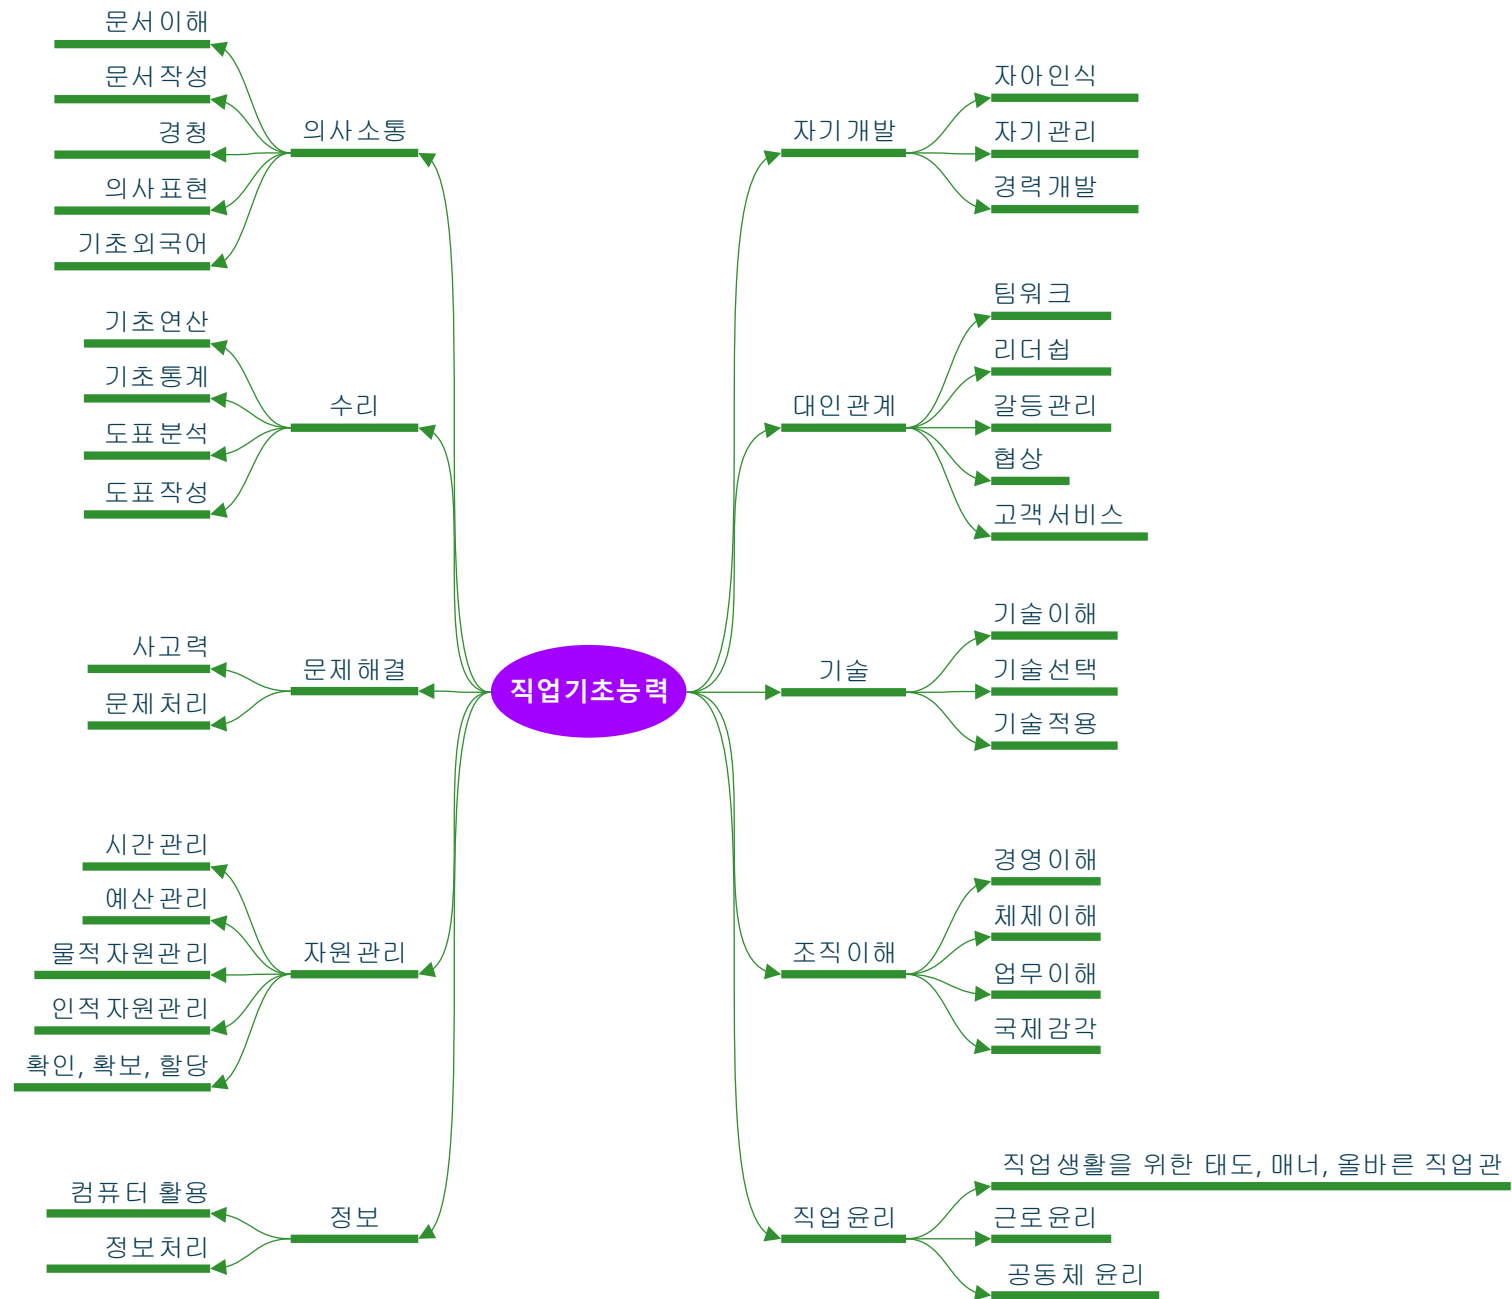 직업기초능력
의사소통
문서이해
문서작성
경청
의사표현
기초외국어
수리
기초연산
기초통계
도표분석
도표작성
문제해결
사고력
문제처리
자원관리
시간관리
예산관리
물적자원관리
인적자원관리
확인, 확보, 할당
정보
컴퓨터 활용
정보처리
자기개발
자아인식
자기관리
경력개발
대인관계
팀워크
리더쉽
갈등관리
협상
고객서비스
기술
기술이해
기술선택
기술적용
조직이해
경영이해
체제이해
업무이해
국제감각
직업윤리
직업생활을 위한 태도, 매너, 올바른 직업관
근로윤리
공동체 윤리